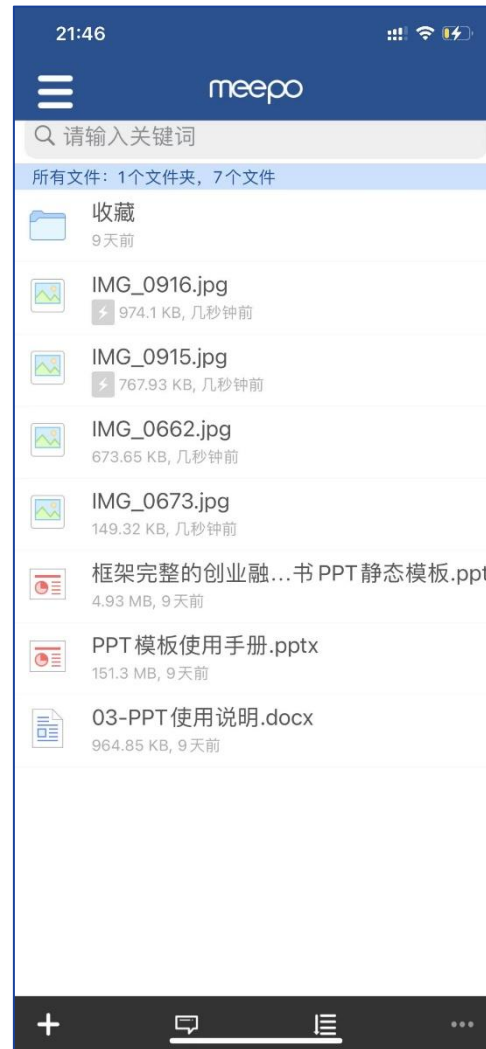 21:46
meepo
请输入关键词
所有文件：1个文件夹，7个文件
收藏
9天前
IMG_0916.jpg
974.1 KB, 几秒钟前
IMG_0915.jpg
767.93 KB, 几秒钟前
IMG_0662.jpg
673.65 KB, 几秒钟前
IMG_0673.jpg
149.32 KB, 几秒钟前
框架完整的创业融...书PPT静态模板.ppt
4.93 MB, 9天前
PPT模板使用手册.pptx
151.3 MB, 9天前
03-PPT使用说明.docx
964.85 KB, 9天前